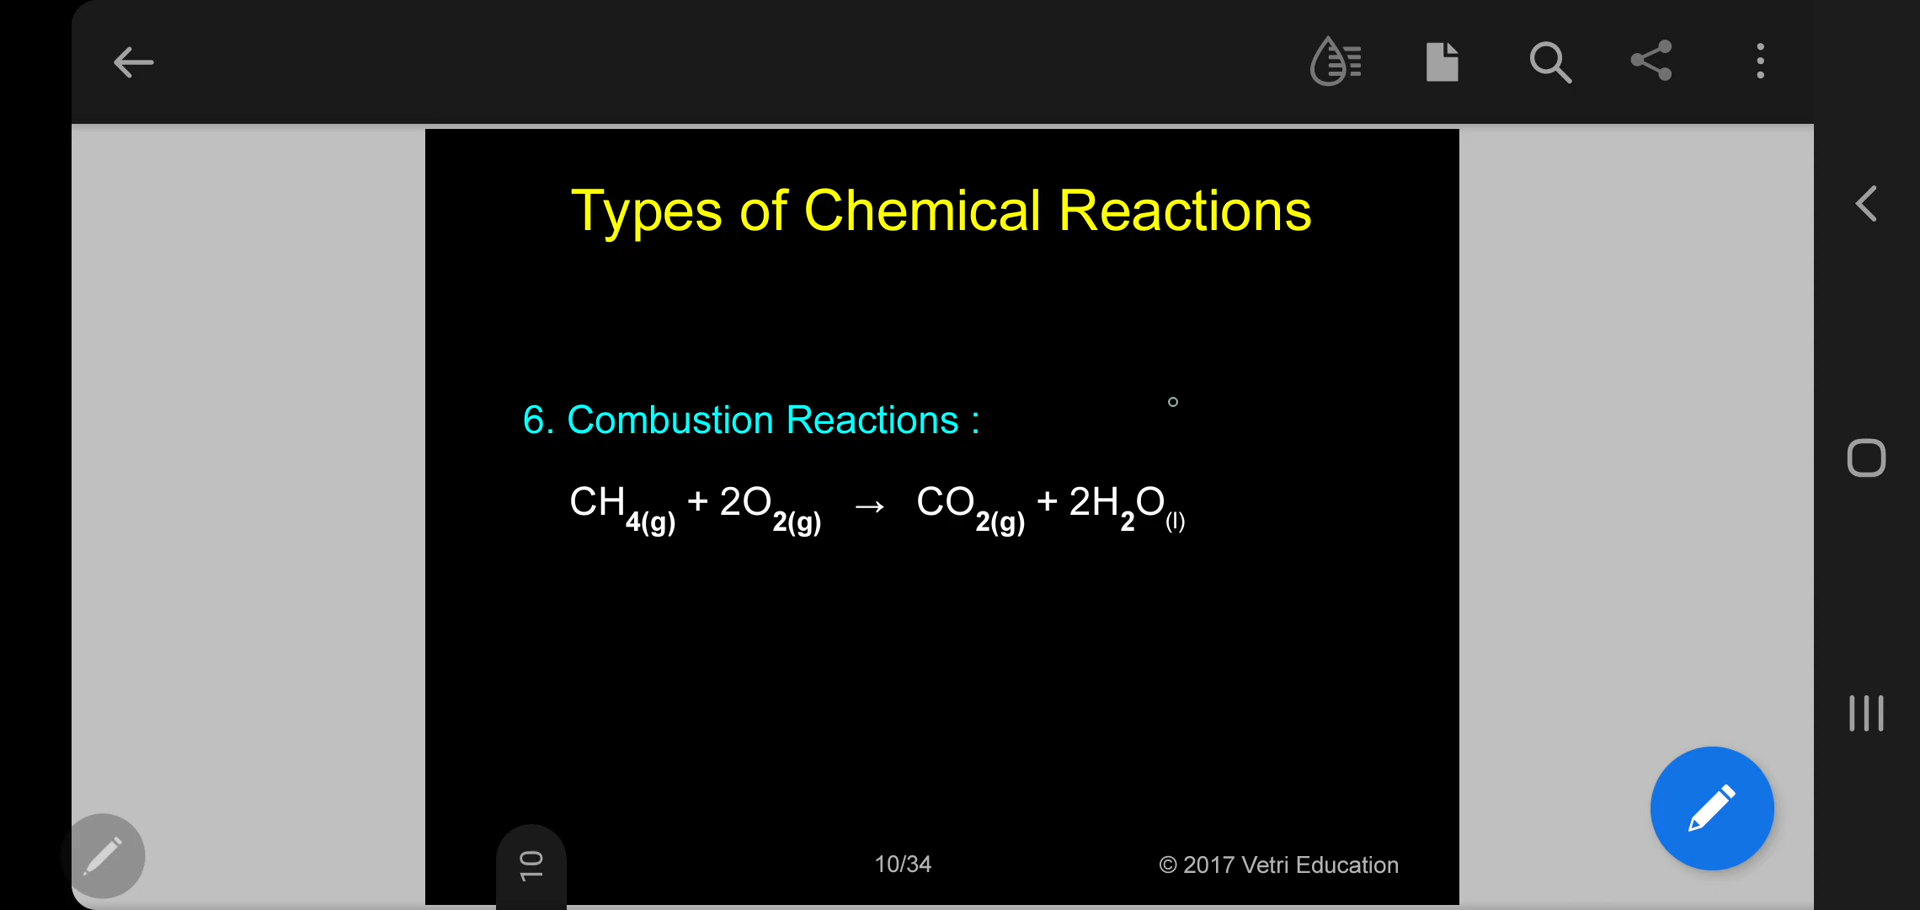 Types of Chemical Reactions
6. Combustion Reactions :
CH4(g) + 2O2(g) → CO2(g) + 2H2O(l)
10
10/34
© 2017 Vetri Education